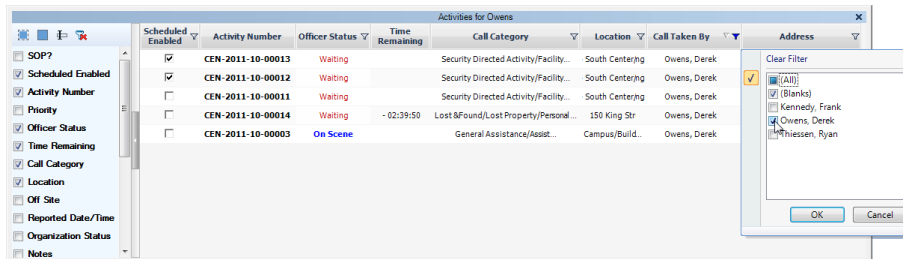 Activities for Owens
SOP?
Scheduled Enabled
Activity Number
Priority
Officer Status
Time Remaining
Call Category
Location
Off Site
Reported Date/Time
Organization Status
Notes
Scheduled Enabled Activity Number Officer Status Time Remaining Call Category Location Call Taken By Address
CEN-2011-10-00013 Waiting Security Directed Activity/Facility... South Center/ng Owens, Derek
CEN-2011-10-00012 Waiting Security Directed Activity/Facility... South Center/ng Owens, Derek
CEN-2011-10-00011 Waiting Security Directed Activity/Facility... South Center/ng Owens, Derek
CEN-2011-10-00014 Waiting - 02:39:50 Lost &Found/Lost Property/Personal... 150 King Str Owens, Derek
CEN-2011-10-00003 On Scene General Assistance/Assist... Campus/Build... Owens, Derek
Clear Filter
(All)
(Blanks)
Kennedy, Frank
Owens, Derek
Thiessen, Ryan
OK Cancel